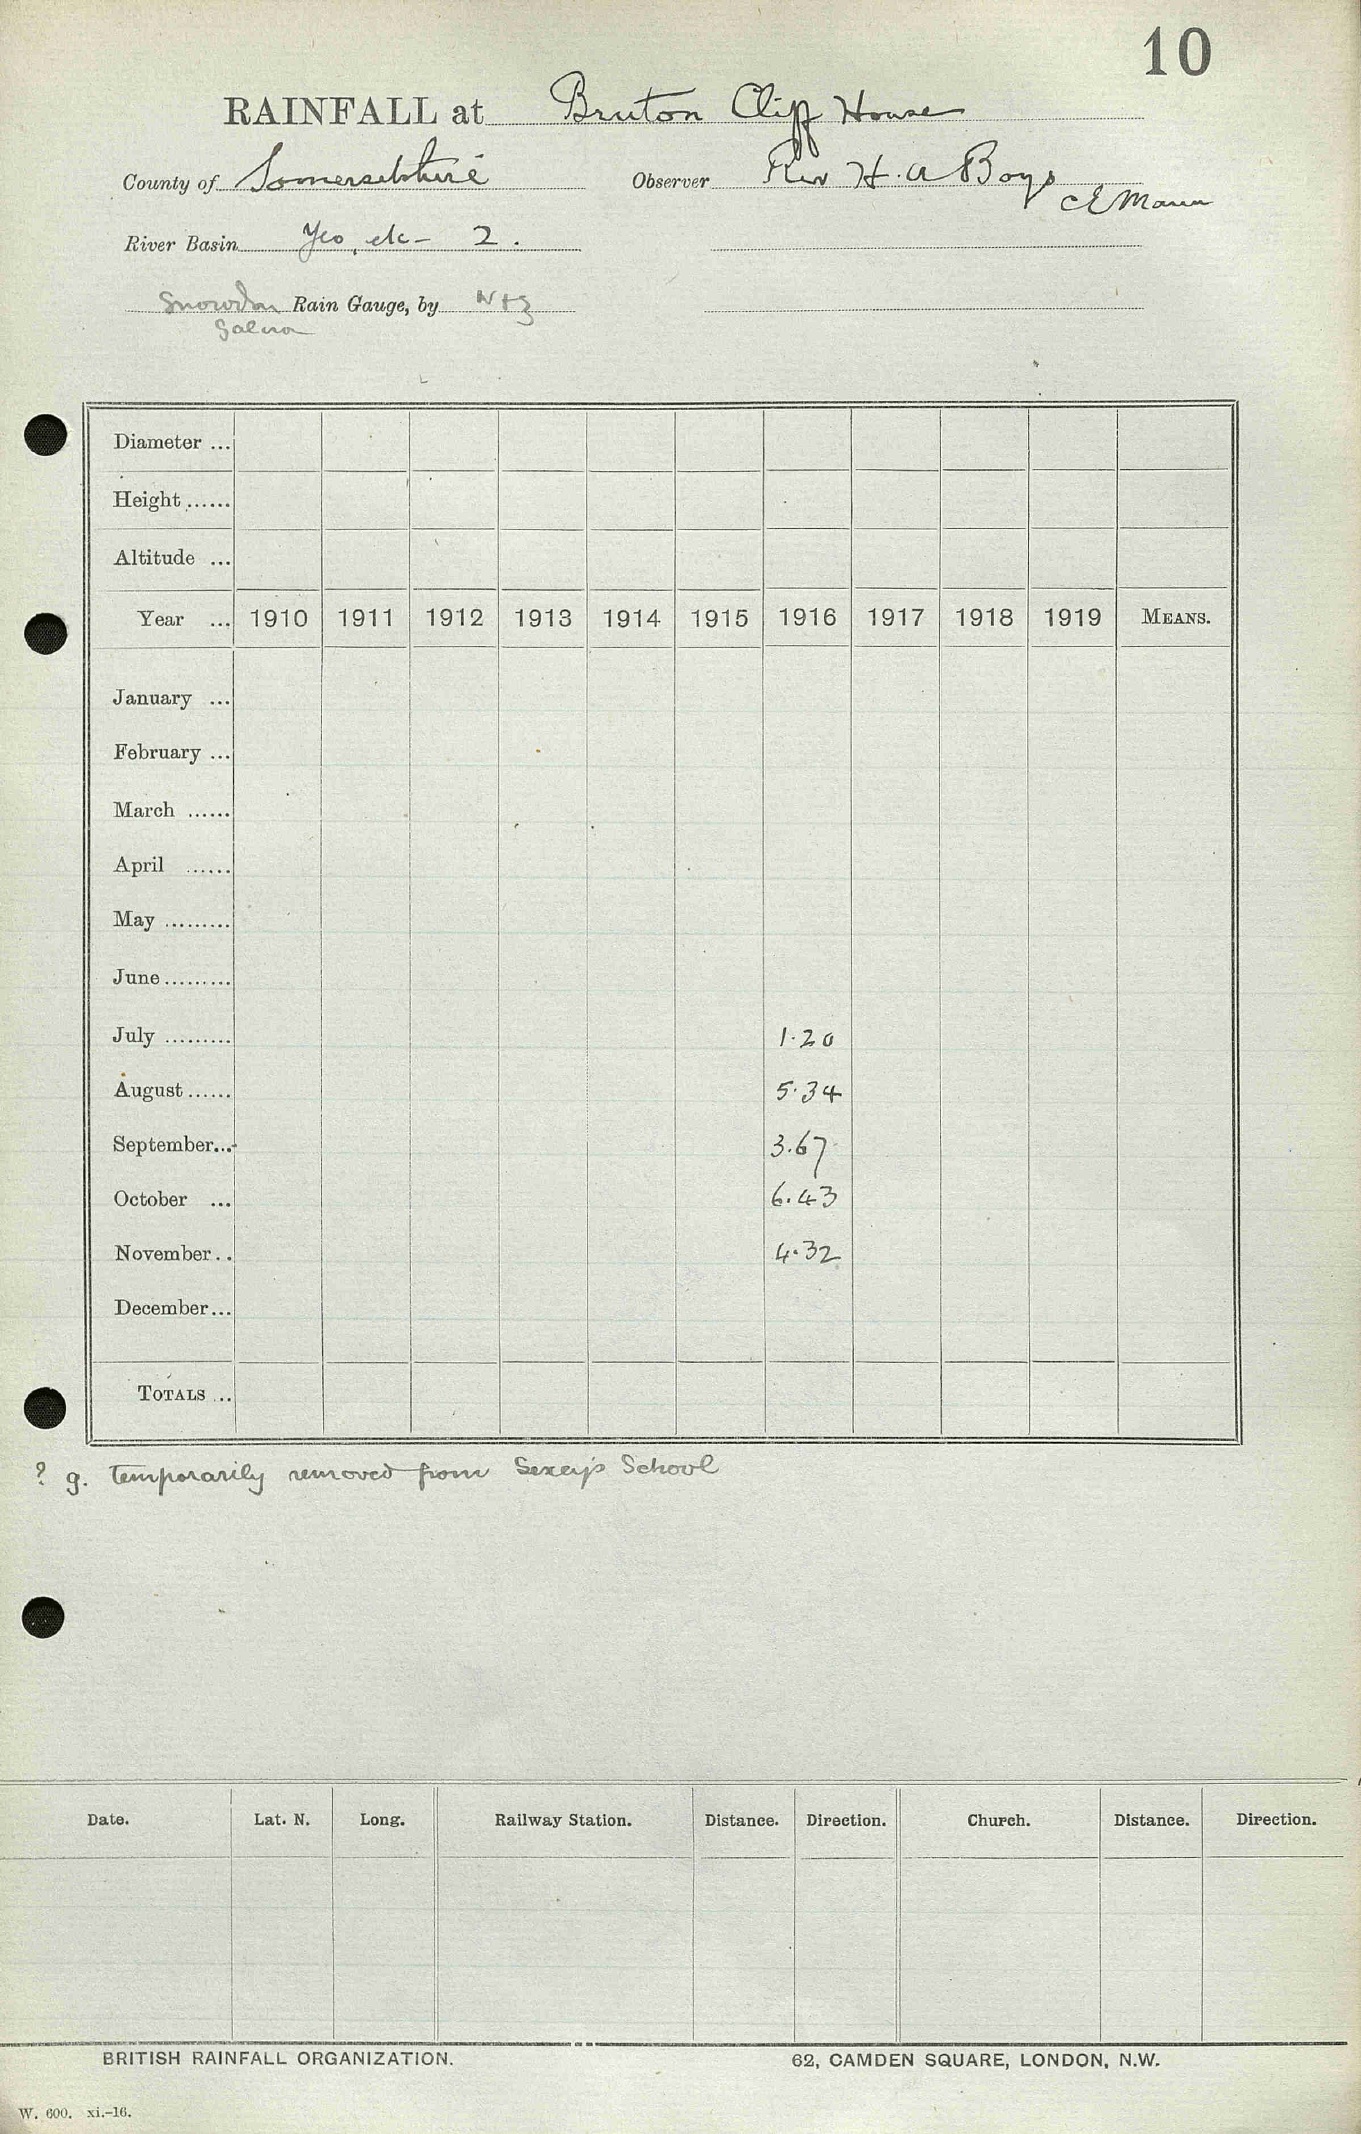 10
RAINFALL at Bruton Cliff House
County of Somersetshire Observer Rev H. A Boys
C E Mann
River Basin Yeo, etc - 2.
Snowdon Rain Gauge, by N+Z
Diameter ...
Height ......
Altitude ...
Year ... 1910 1911 1912 1913 1914 1915 1916 1917 1918 1919 MEANS.
January ...
February ...
March ......
April ......
May .........
June .........
July ......... 1.20
August ...... 5.34
September... 3.67
October ... 6.43
November.. 4.32
December...
TOTALS ...
? g. temporarily removed from Sexey's School
Date. Lat. N. Long. Railway Station. Distance. Direction. Church. Distance. Direction.
BRITISH RAINFALL ORGANIZATION. 62, CAMDEN SQUARE, LONDON, N.W.
W. 600. xi.-16.